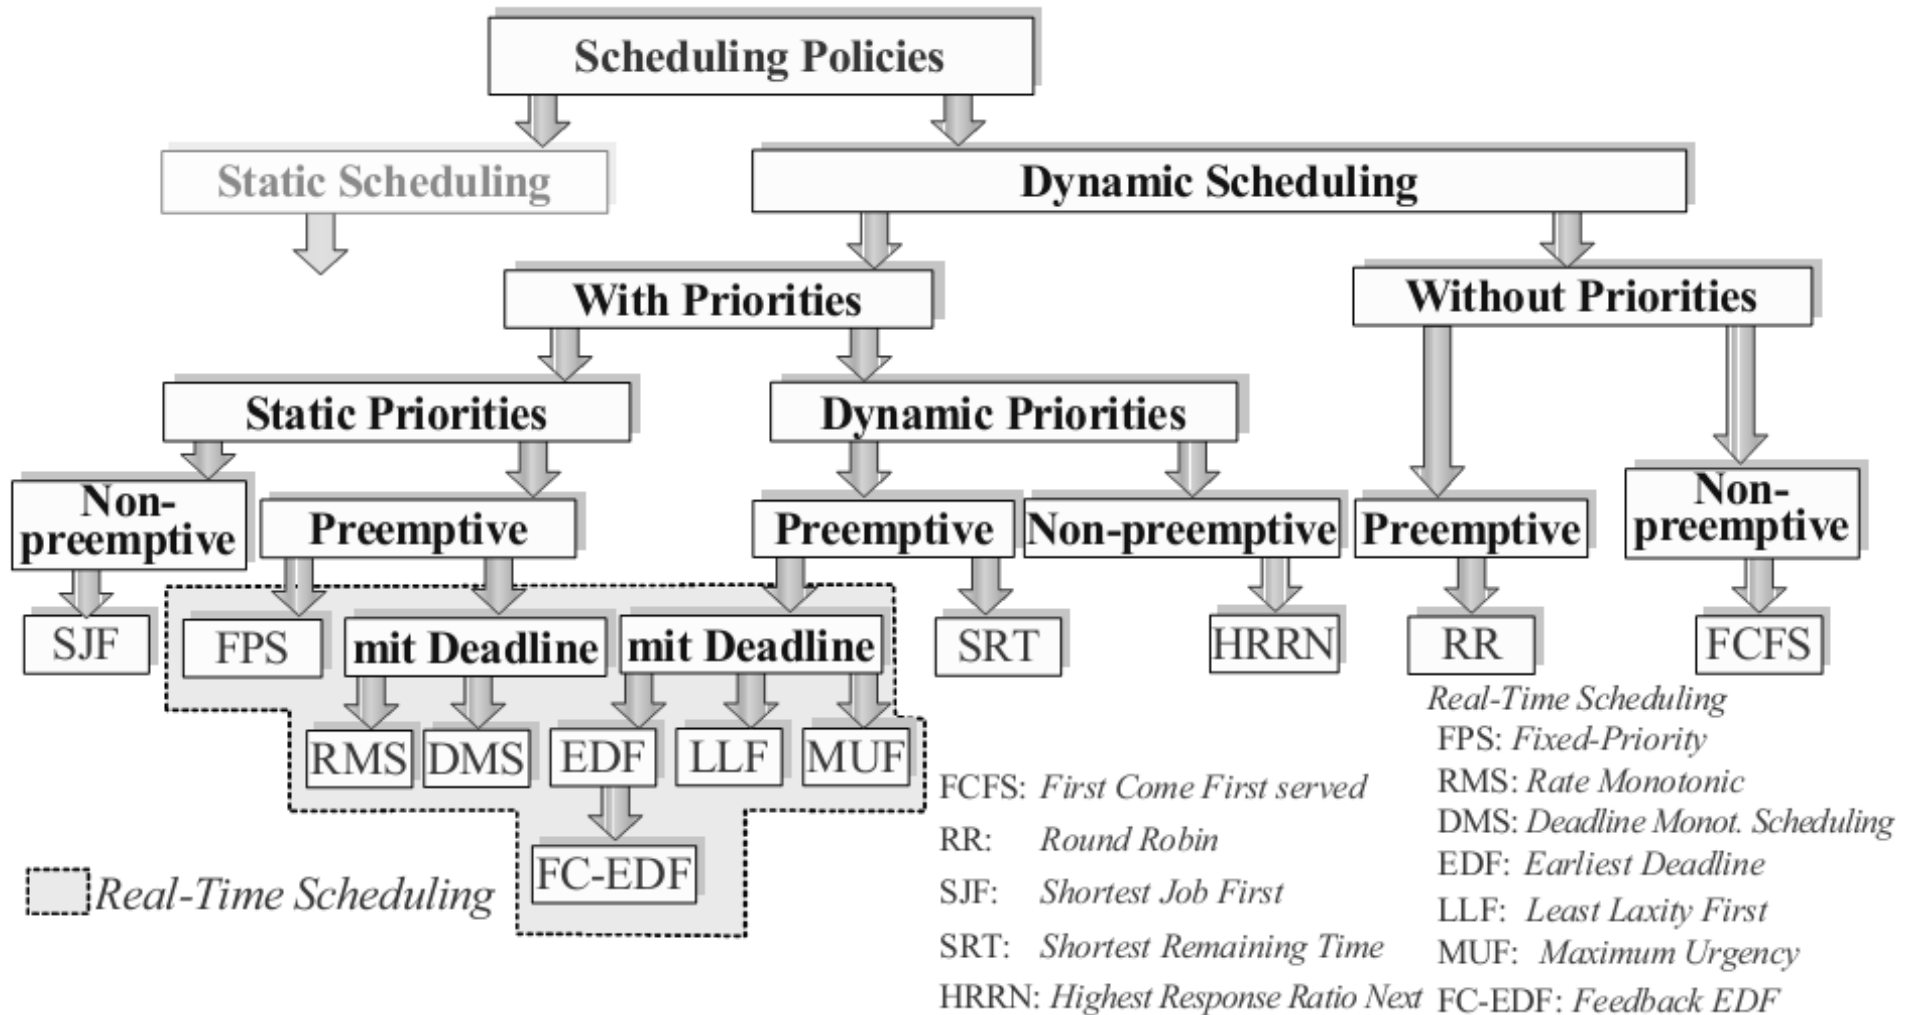 Scheduling Policies
Static Scheduling
Dynamic Scheduling
With Priorities
Without Priorities
Static Priorities
Dynamic Priorities
Non-
preemptive
Preemptive
Preemptive
Non-preemptive
Preemptive
Non-
preemptive
SJF
FPS
mit Deadline
mit Deadline
SRT
HRRN
RR
FCFS
RMS
DMS
EDF
LLF
MUF
FC-EDF
Real-Time Scheduling
FCFS: First Come First served
RR: Round Robin
SJF: Shortest Job First
SRT: Shortest Remaining Time
HRRN: Highest Response Ratio Next
Real-Time Scheduling
FPS: Fixed-Priority
RMS: Rate Monotonic
DMS: Deadline Monot. Scheduling
EDF: Earliest Deadline
LLF: Least Laxity First
MUF: Maximum Urgency
FC-EDF: Feedback EDF